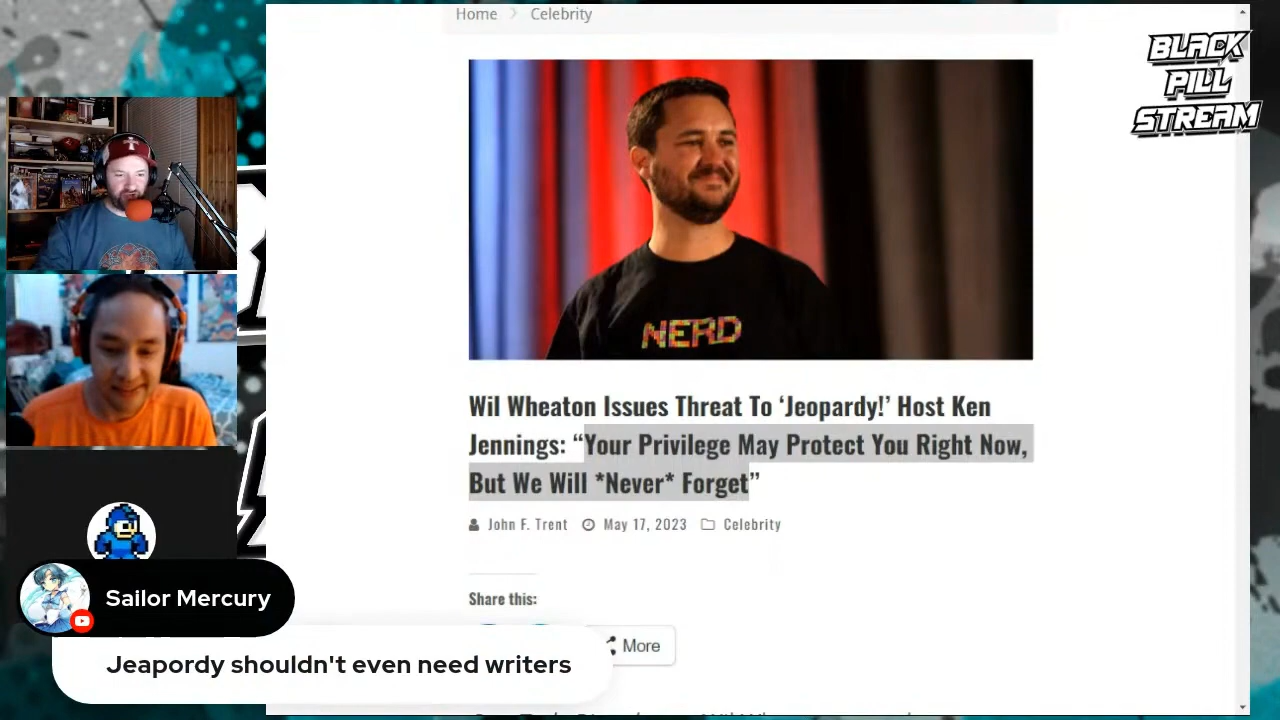 Home > Celebrity
BLACK
PILL
STREAM
NERD
Wil Wheaton Issues Threat To ‘Jeopardy!’ Host Ken
Jennings: “Your Privilege May Protect You Right Now,
But We Will *Never* Forget”
John F. Trent May 17, 2023 Celebrity
Share this:
More
Sailor Mercury
Jeapordy shouldn't even need writers